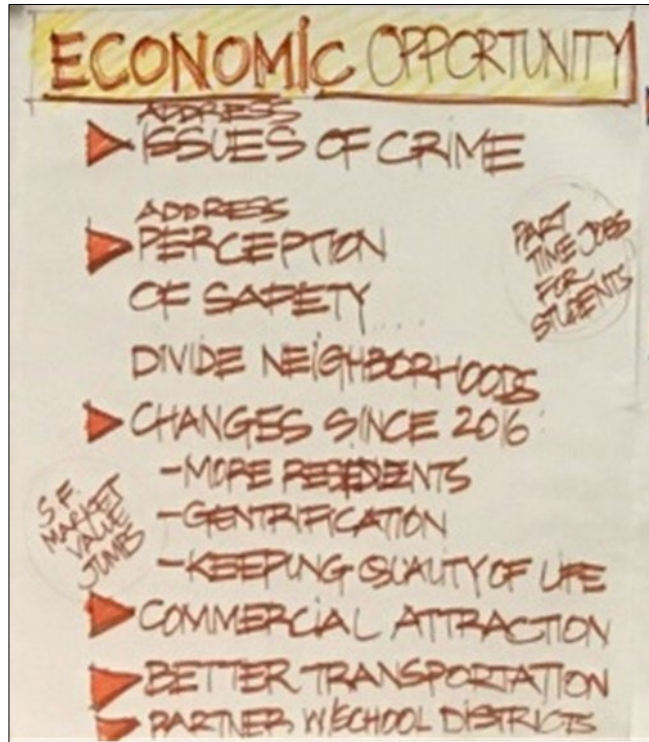 ECONOMIC OPPORTUNITY
ADDRESS
ISSUES OF CRIME
ADDRESS
PERCEPTION
OF SAFETY
DIVIDE NEIGHBORHOODS
PART
TIME JOBS
FOR
STUDENTS
CHANGES SINCE 2016
-MORE RESIDENTS
-GENTRIFICATION
-KEEPING QUALITY OF LIFE
S.F.
MARKET
VALUE
JUMBS
COMMERCIAL ATTRACTION
BETTER TRANSPORTATION
PARTNER W/SCHOOL DISTRICTS